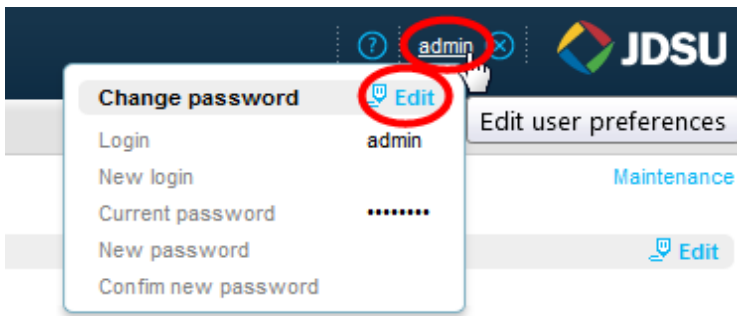 ? admin JDSU
Change password Edit
Edit user preferences
Login admin
New login
Maintenance
Current password ••••••••
New password
Edit
Confim new password